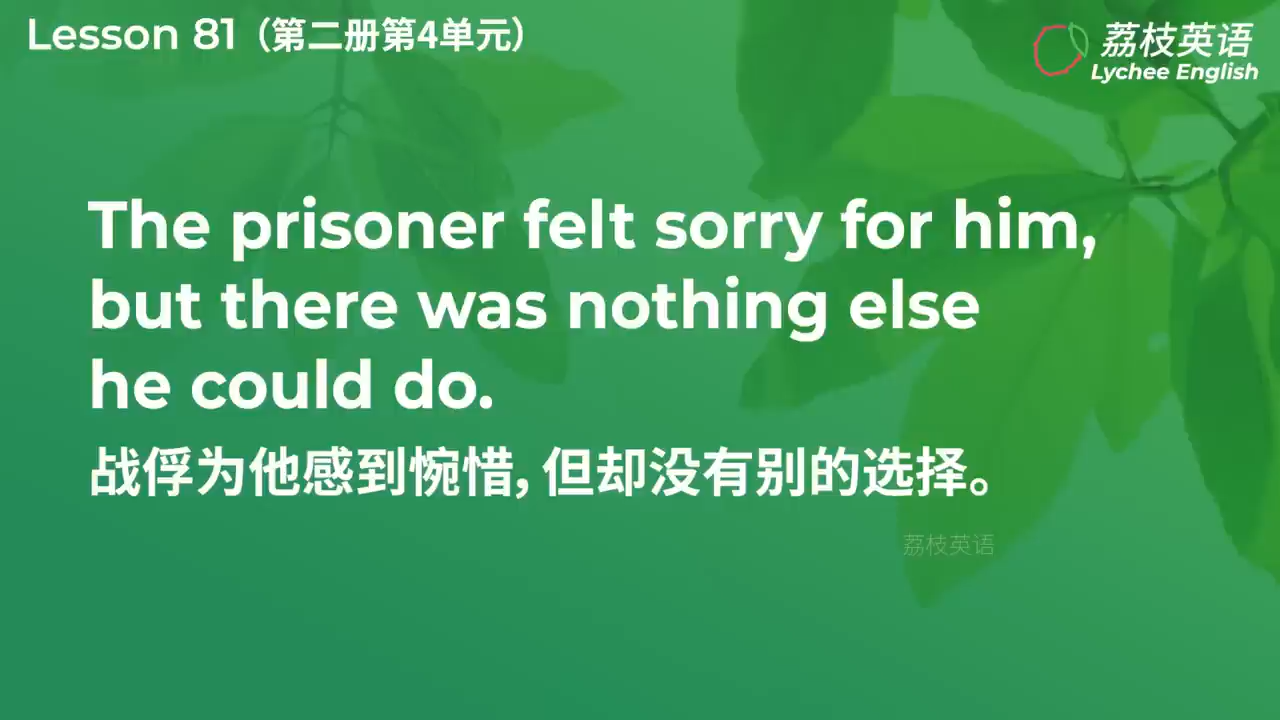 Lesson 81（第二册第4单元）
荔枝英语
Lychee English
The prisoner felt sorry for him,
but there was nothing else
he could do.
战俘为他感到惋惜，但却没有别的选择。
荔枝英语